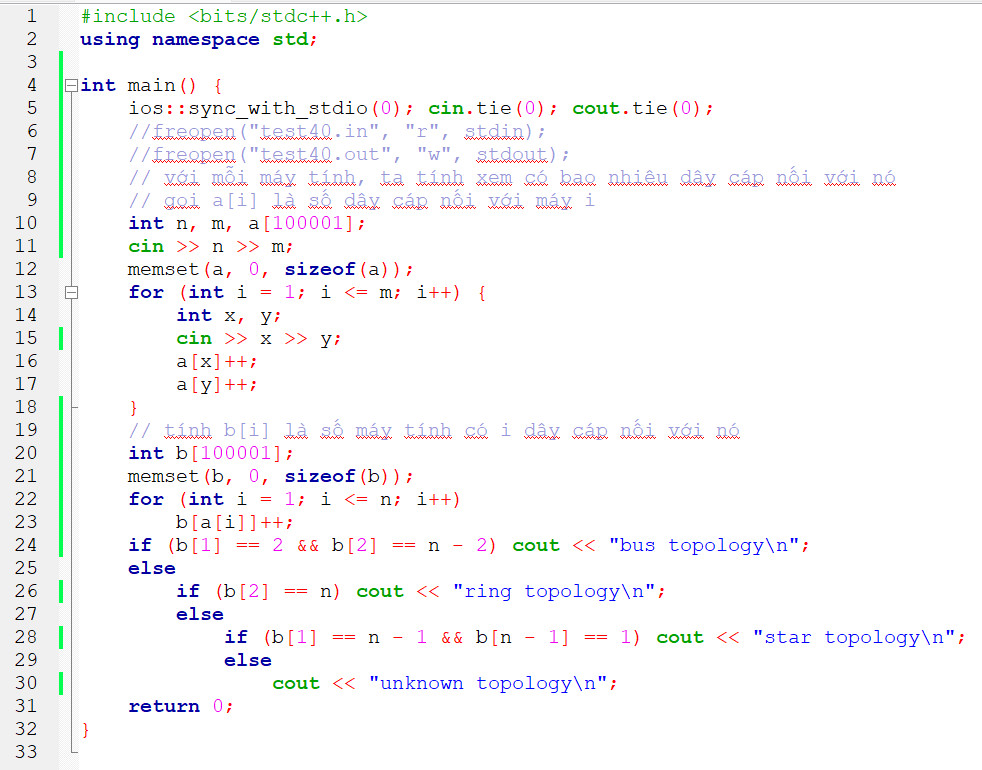 1 #include <bits/stdc++.h>
2 using namespace std;
3
4 int main() {
5 ios::sync_with_stdio(0); cin.tie(0); cout.tie(0);
6 //freopen("test40.in", "r", stdin);
7 //freopen("test40.out", "w", stdout);
8 // với mỗi máy tính, ta tính xem có bao nhiêu dây cáp nối với nó
9 // gọi a[i] là số dây cáp nối với máy i
10 int n, m, a[100001];
11 cin >> n >> m;
12 memset(a, 0, sizeof(a));
13 for (int i = 1; i <= m; i++) {
14 int x, y;
15 cin >> x >> y;
16 a[x]++;
17 a[y]++;
18 }
19 // tính b[i] là số máy tính có i dây cáp nối với nó
20 int b[100001];
21 memset(b, 0, sizeof(b));
22 for (int i = 1; i <= n; i++)
23 b[a[i]]++;
24 if (b[1] == 2 && b[2] == n - 2) cout << "bus topology\n";
25 else
26 if (b[2] == n) cout << "ring topology\n";
27 else
28 if (b[1] == n - 1 && b[n - 1] == 1) cout << "star topology\n";
29 else
30 cout << "unknown topology\n";
31 return 0;
32 }
33